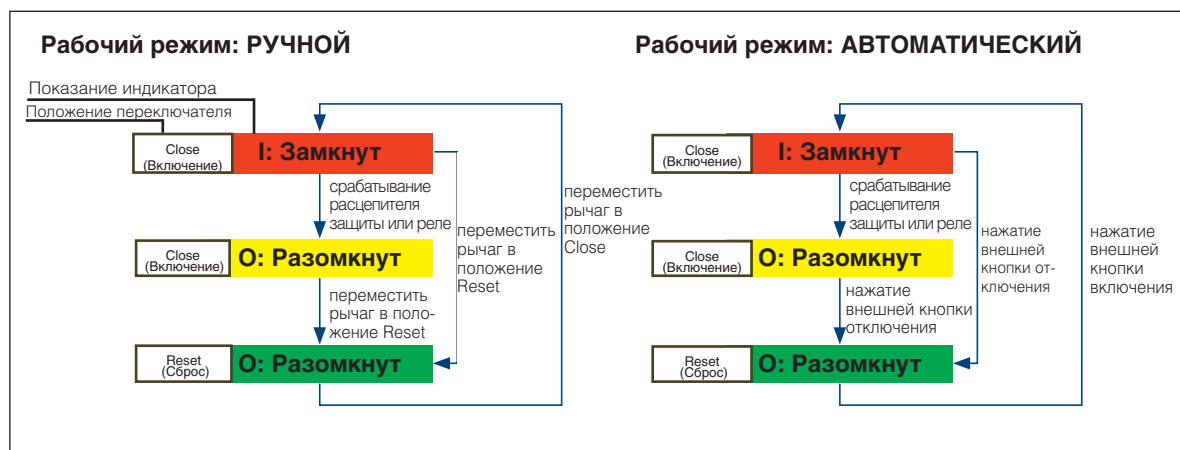 Рабочий режим: РУЧНОЙ
Показание индикатора
Положение переключателя
Close
(Включение)
I: Замкнут
срабатывание
расцепителя
защиты или реле
переместить
рычаг в
положение
Reset
переместить
рычаг в
положение
Close
Close
(Включение)
O: Разомкнут
переместить
рычаг в поло-
жение Reset
Reset
(Сброс)
O: Разомкнут
Рабочий режим: АВТОМАТИЧЕСКИЙ
Close
(Включение)
I: Замкнут
срабатывание
расцепителя
защиты или реле
нажатие
внешней
кнопки от-
ключения
нажатие
внешней
кнопки
включения
Close
(Включение)
O: Разомкнут
нажатие
внешней кнопки
отключения
Reset
(Сброс)
O: Разомкнут